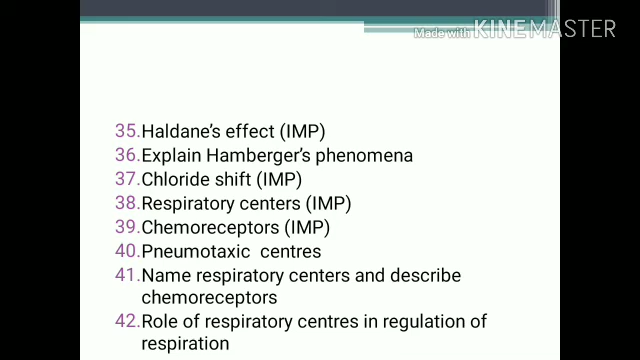 Made with KINEMASTER
35. Haldane's effect (IMP)
36. Explain Hamberger's phenomena
37. Chloride shift (IMP)
38. Respiratory centers (IMP)
39. Chemoreceptors (IMP)
40. Pneumotaxic centres
41. Name respiratory centers and describe
chemoreceptors
42. Role of respiratory centres in regulation of
respiration